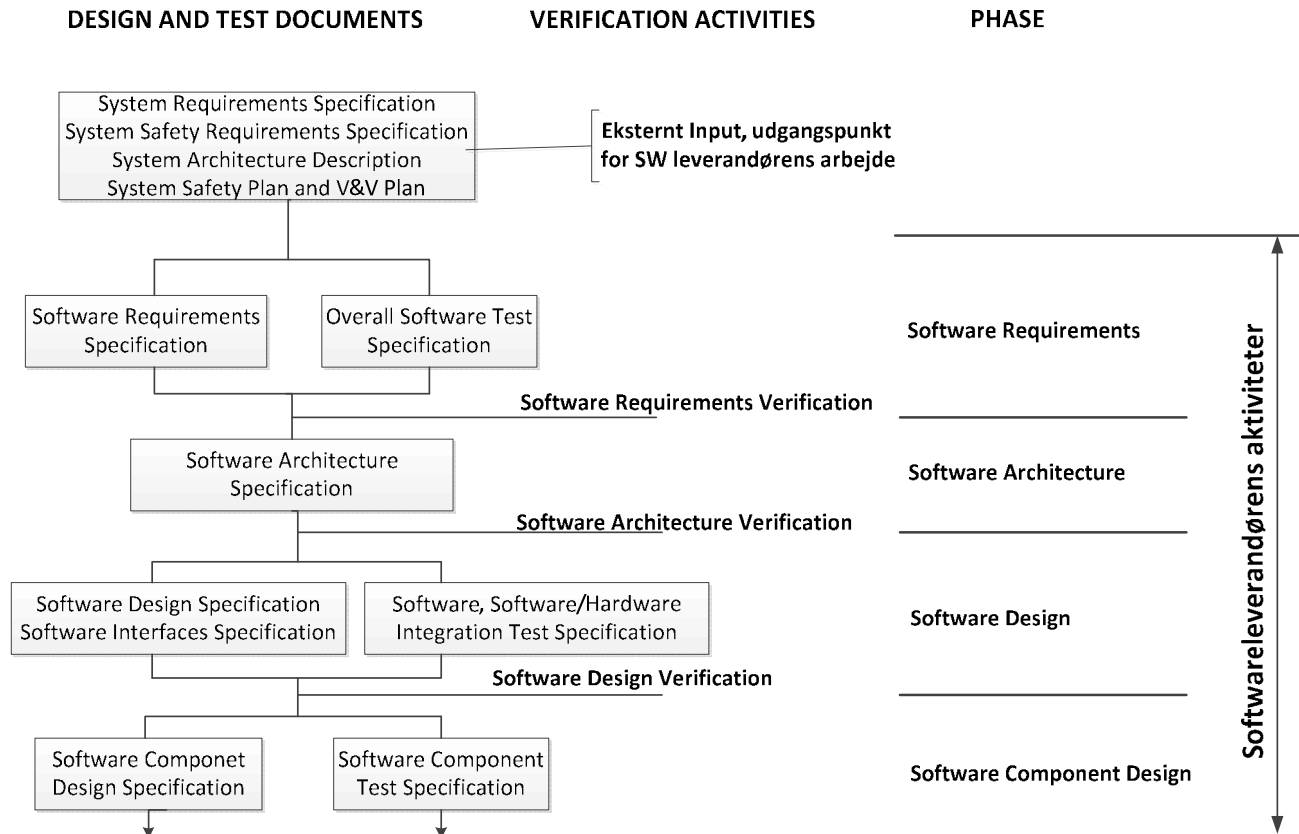 DESIGN AND TEST DOCUMENTS
VERIFICATION ACTIVITIES
PHASE
System Requirements Specification
System Safety Requirements Specification
System Architecture Description
System Safety Plan and V&V Plan
Eksternt Input, udgangspunkt
for SW leverandørens arbejde
Software Requirements
Specification
Overall Software Test
Specification
Software Requirements
Software Requirements Verification
Software Architecture
Specification
Software Architecture
Software Architecture Verification
Software Design Specification
Software Interfaces Specification
Software, Software/Hardware
Integration Test Specification
Software Design
Software Design Verification
Software Componet
Design Specification
Software Component
Test Specification
Software Component Design
Softwareleverandørens aktiviteter